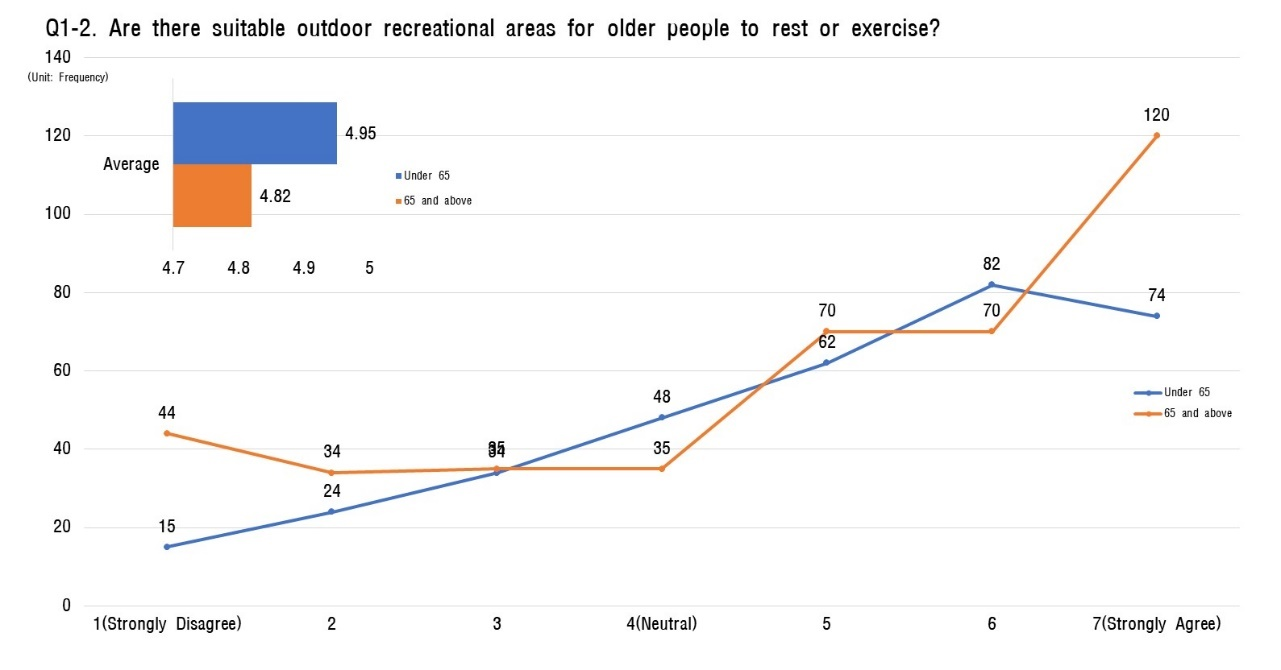 Q1-2. Are there suitable outdoor recreational areas for older people to rest or exercise?
140
(Unit: Frequency)
120
100
80
60
40
20
0
Average
4.95
4.82
4.7 4.8 4.9 5
Under 65
65 and above
120
82
74
70
70
62
48
44
35
35
34
34
24
15
Under 65
65 and above
1(Strongly Disagree) 2 3 4(Neutral) 5 6 7(Strongly Agree)